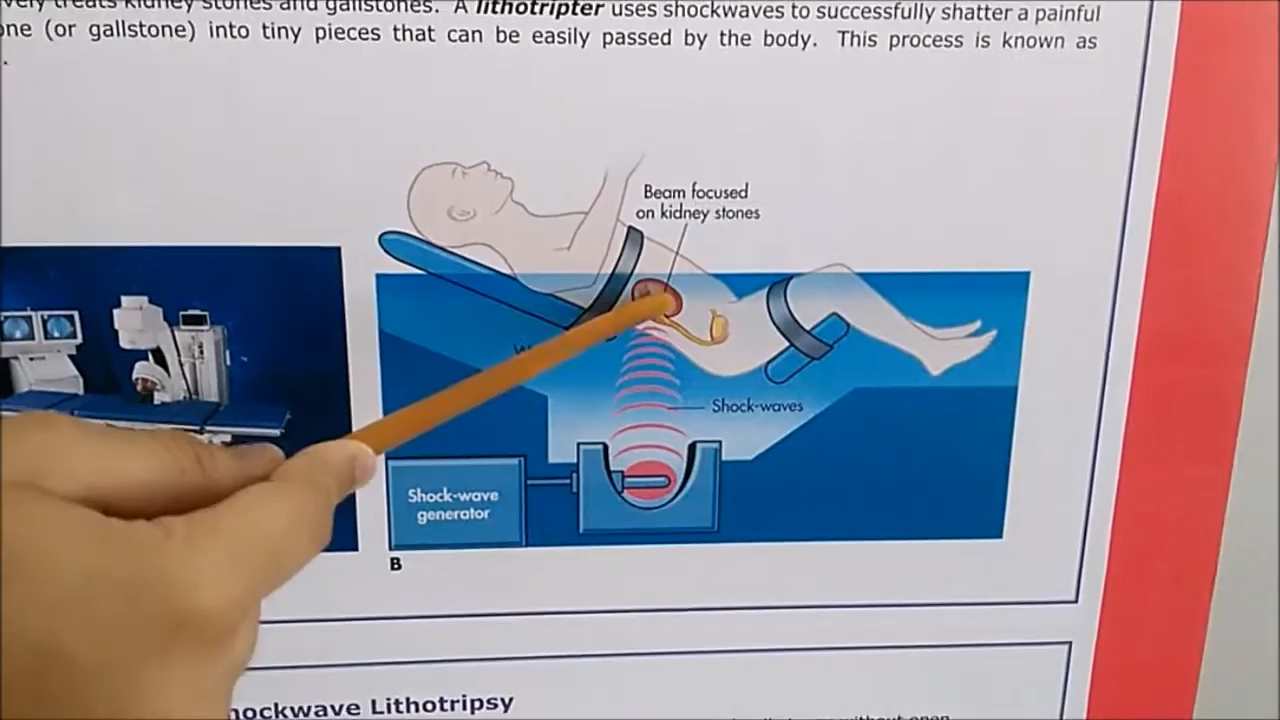 treats kidney stones and gallstones. A lithotripter uses shockwaves to successfully shatter a painful
(or gallstone) into tiny pieces that can be easily passed by the body. This process is known as
.
Beam focused
on kidney stones
Shock-waves
Shock-wave
generator
B
hockwave Lithotripsy